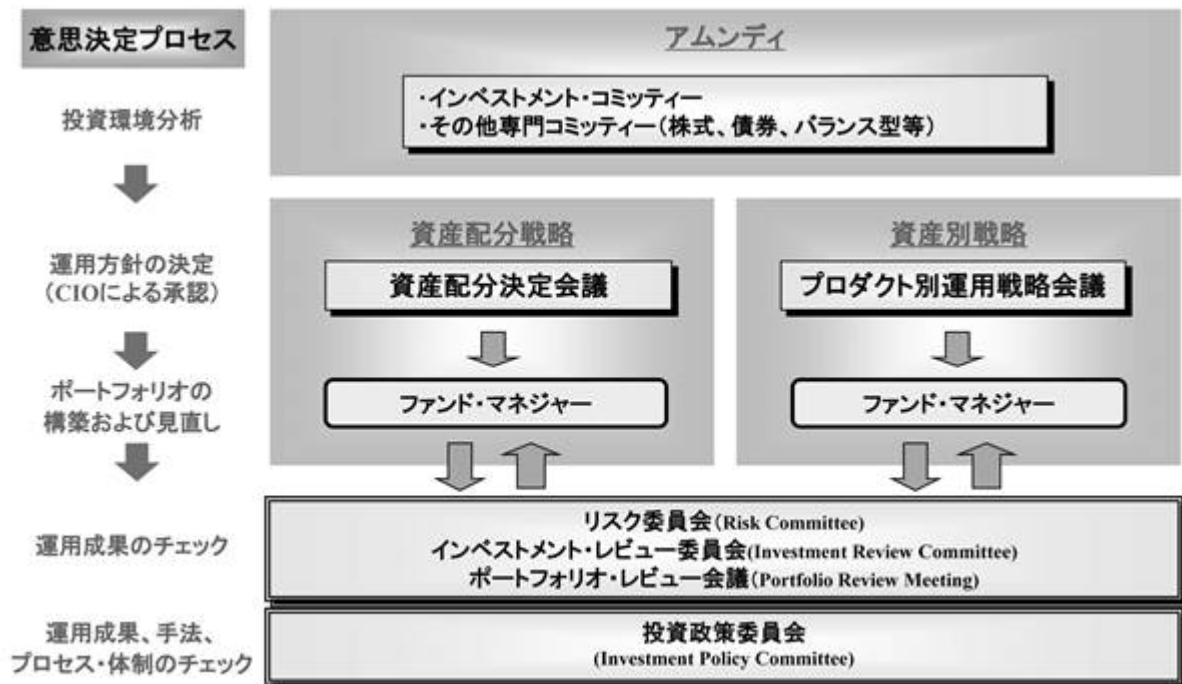 意思決定プロセス
アムンディ
投資環境分析
・インベストメント・コミッティー
・その他専門コミッティー(株式、債券、バランス型等)
運用方針の決定
(CIOによる承認)
資産配分戦略
資産配分決定会議
資産別戦略
プロダクト別運用戦略会議
ポートフォリオの
構築および見直し
ファンド・マネジャー
ファンド・マネジャー
運用成果のチェック
リスク委員会(Risk Committee)
インベストメント・レビュー委員会(Investment Review Committee)
ポートフォリオ・レビュー会議(Portfolio Review Meeting)
運用成果、手法、
プロセス・体制のチェック
投資政策委員会
(Investment Policy Committee)